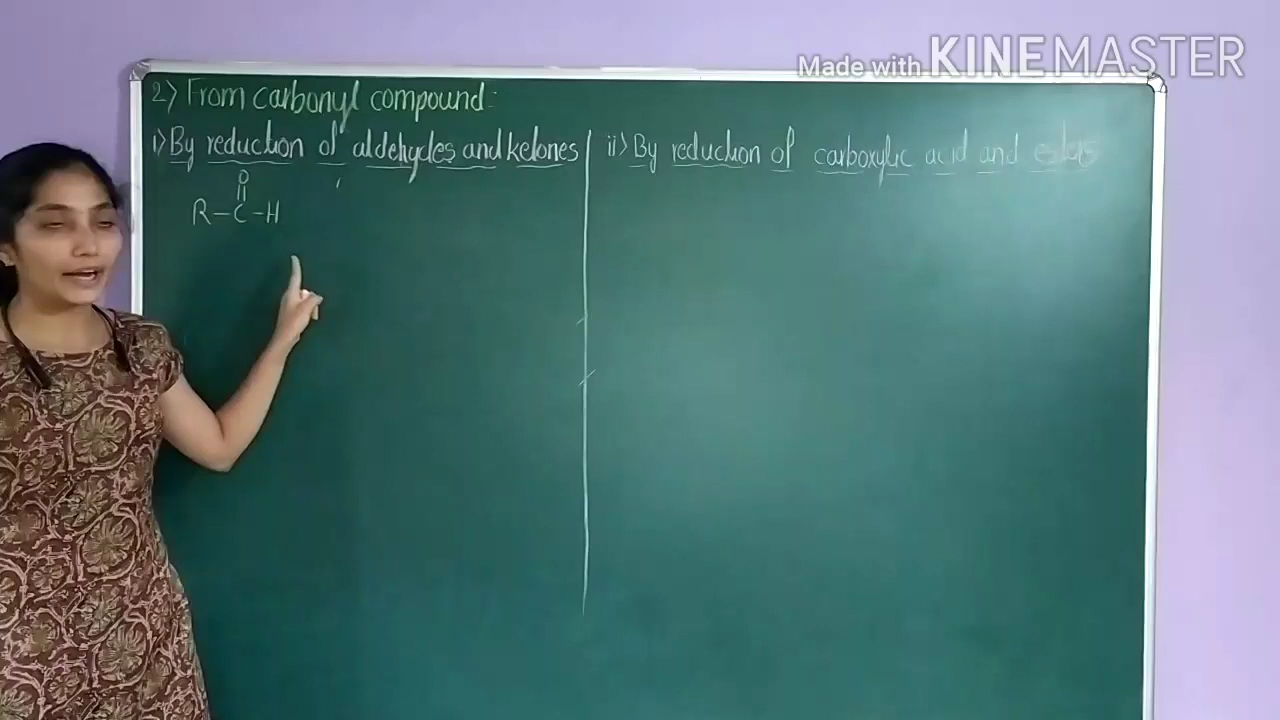 Made with KINEMASTER
2) From carbonyl compound:
i) By reduction of aldehydes and ketones
O
||
R-C-H
ii) By reduction of carboxylic acid and esters